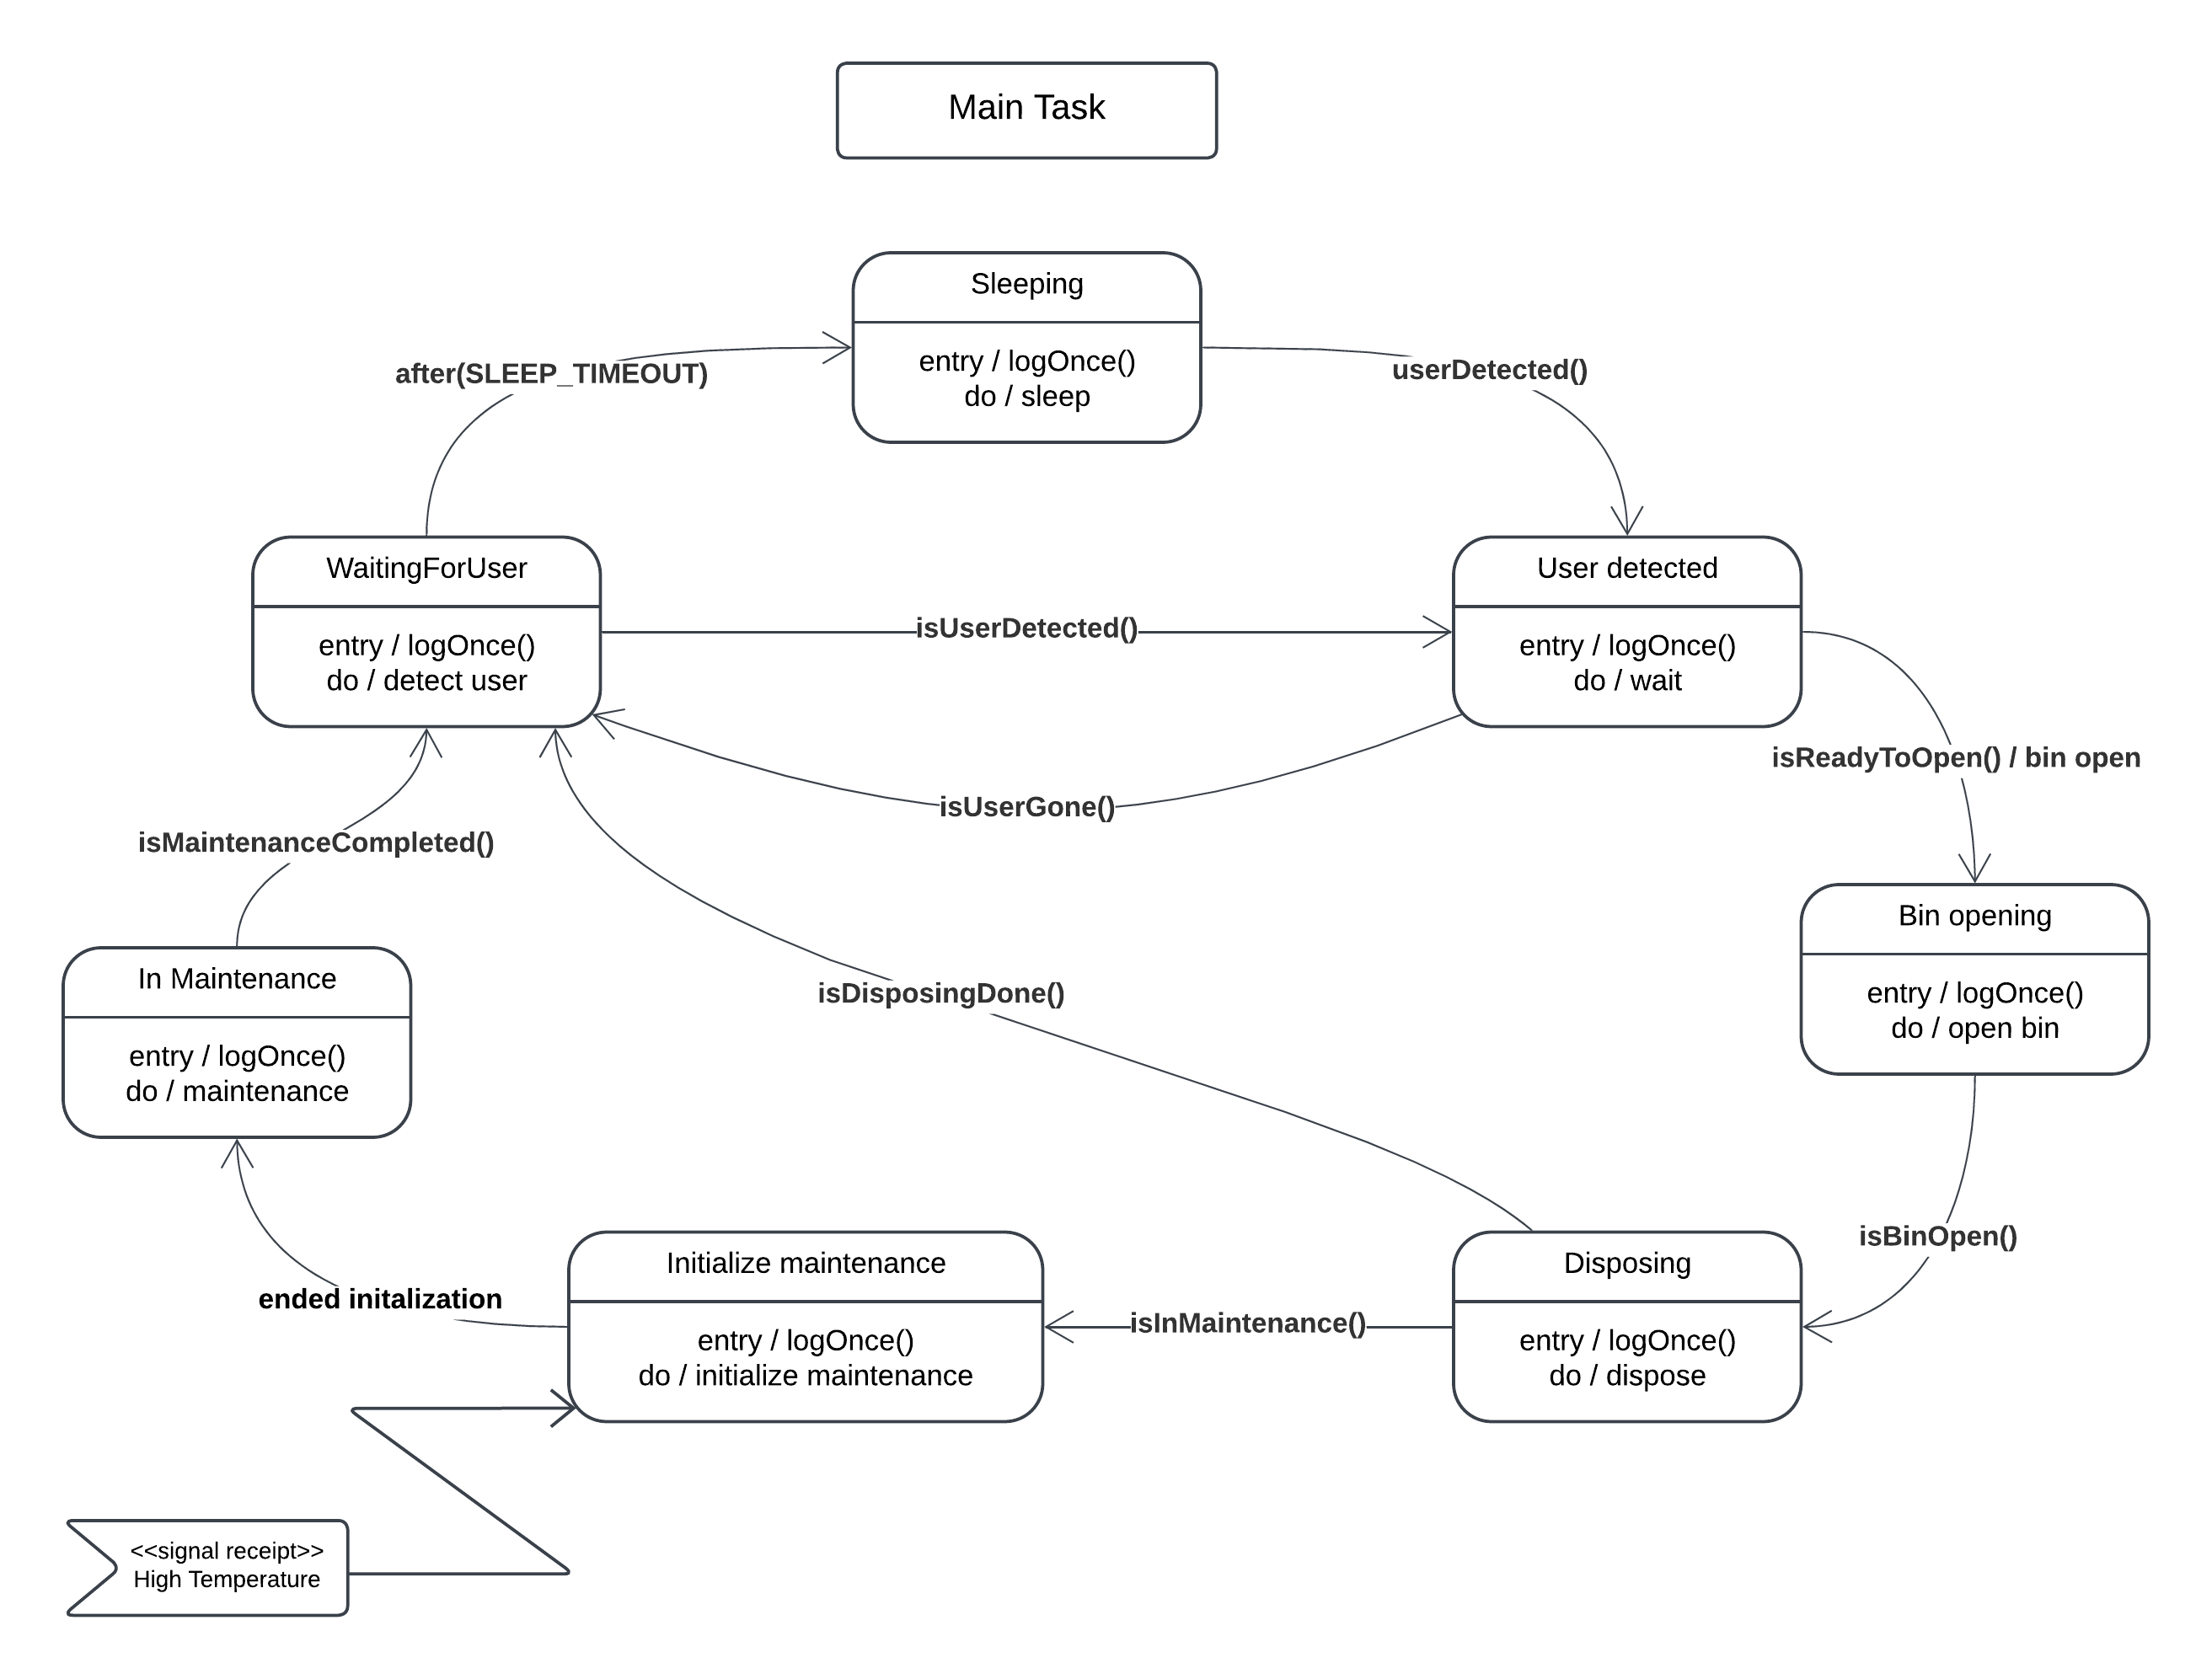 Main Task
Sleeping
entry / logOnce()
do / sleep
after(SLEEP_TIMEOUT)
userDetected()
WaitingForUser
entry / logOnce()
do / detect user
isUserDetected()
User detected
entry / logOnce()
do / wait
isReadyToOpen() / bin open
isUserGone()
isMaintenanceCompleted()
Bin opening
entry / logOnce()
do / open bin
In Maintenance
entry / logOnce()
do / maintenance
isDisposingDone()
isBinOpen()
ended initalization
Initialize maintenance
entry / logOnce()
do / initialize maintenance
isInMaintenance()
Disposing
entry / logOnce()
do / dispose
<<signal receipt>>
High Temperature